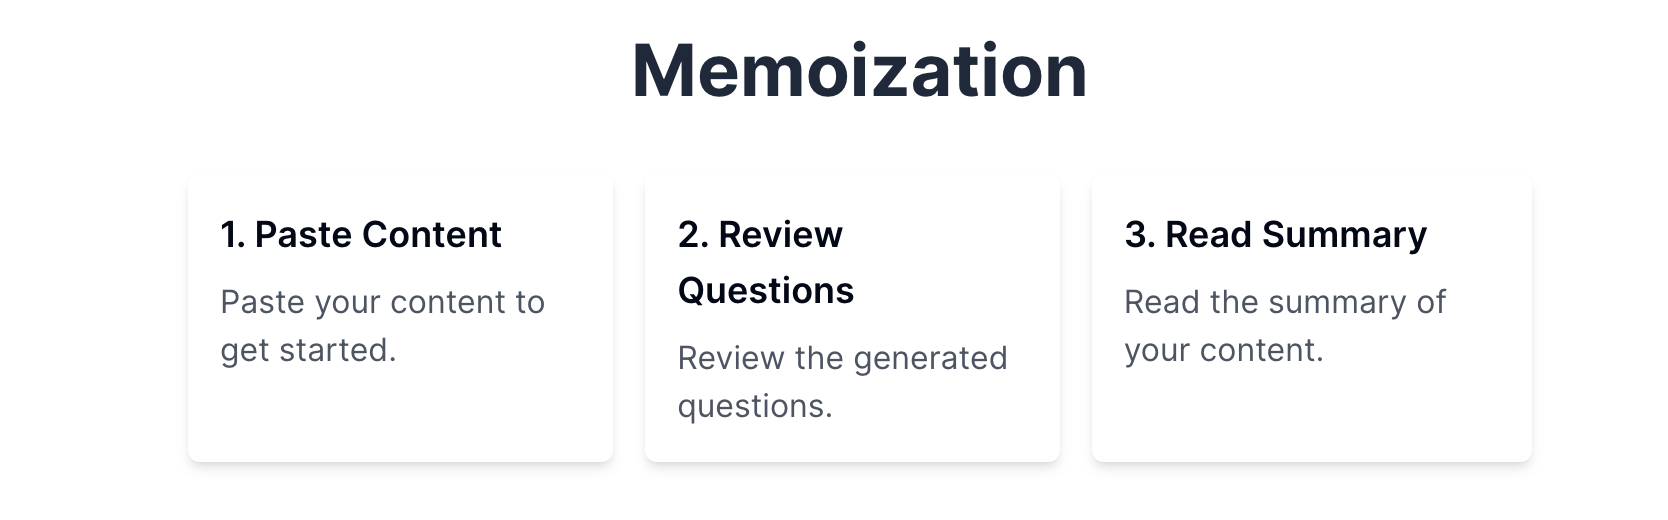 Memoization
1. Paste Content
Paste your content to
get started.
2. Review
Questions
Review the generated
questions.
3. Read Summary
Read the summary of
your content.